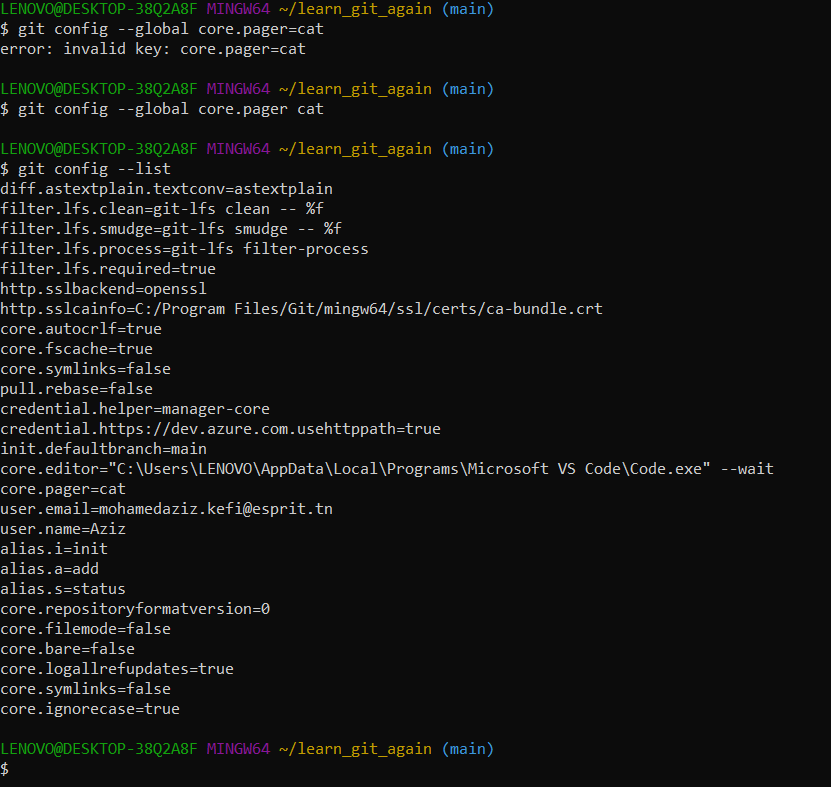 LENOVO@DESKTOP-38Q2A8F MINGW64 ~/learn_git_again (main)
$ git config --global core.pager=cat
error: invalid key: core.pager=cat
LENOVO@DESKTOP-38Q2A8F MINGW64 ~/learn_git_again (main)
$ git config --global core.pager cat
LENOVO@DESKTOP-38Q2A8F MINGW64 ~/learn_git_again (main)
$ git config --list
diff.astextplain.textconv=astextplain
filter.lfs.clean=git-lfs clean -- %f
filter.lfs.smudge=git-lfs smudge -- %f
filter.lfs.process=git-lfs filter-process
filter.lfs.required=true
http.sslbackend=openssl
http.sslcainfo=C:/Program Files/Git/mingw64/ssl/certs/ca-bundle.crt
core.autocrlf=true
core.fscache=true
core.symlinks=false
pull.rebase=false
credential.helper=manager-core
credential.https://dev.azure.com.usehttppath=true
init.defaultbranch=main
core.editor="C:\Users\LENOVO\AppData\Local\Programs\Microsoft VS Code\Code.exe" --wait
core.pager=cat
user.email=mohamedaziz.kefi@esprit.tn
user.name=Aziz
alias.i=init
alias.a=add
alias.s=status
core.repositoryformatversion=0
core.filemode=false
core.bare=false
core.logallrefupdates=true
core.symlinks=false
core.ignorecase=true
LENOVO@DESKTOP-38Q2A8F MINGW64 ~/learn_git_again (main)
$